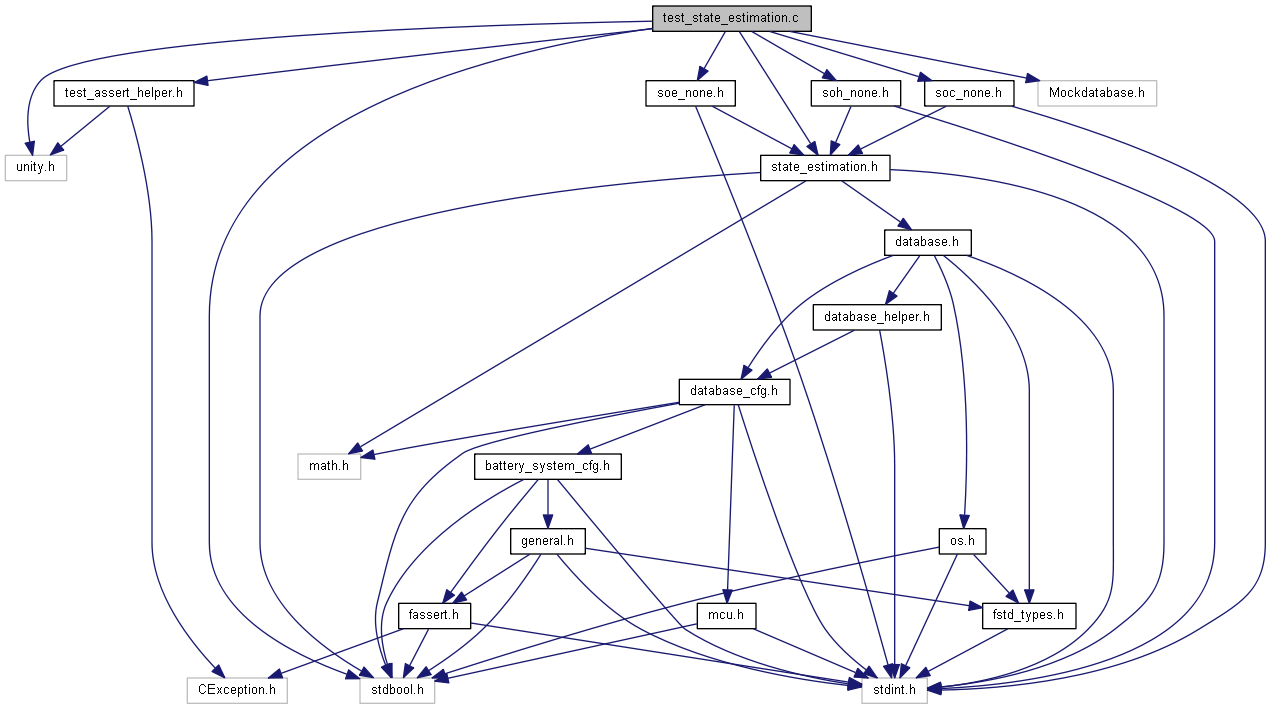 test_state_estimation.c
test_assert_helper.h
soe_none.h
soh_none.h
soc_none.h
Mockdatabase.h
unity.h
state_estimation.h
database.h
database_helper.h
database_cfg.h
math.h
battery_system_cfg.h
general.h
os.h
fassert.h
mcu.h
fstd_types.h
CException.h
stdbool.h
stdint.h